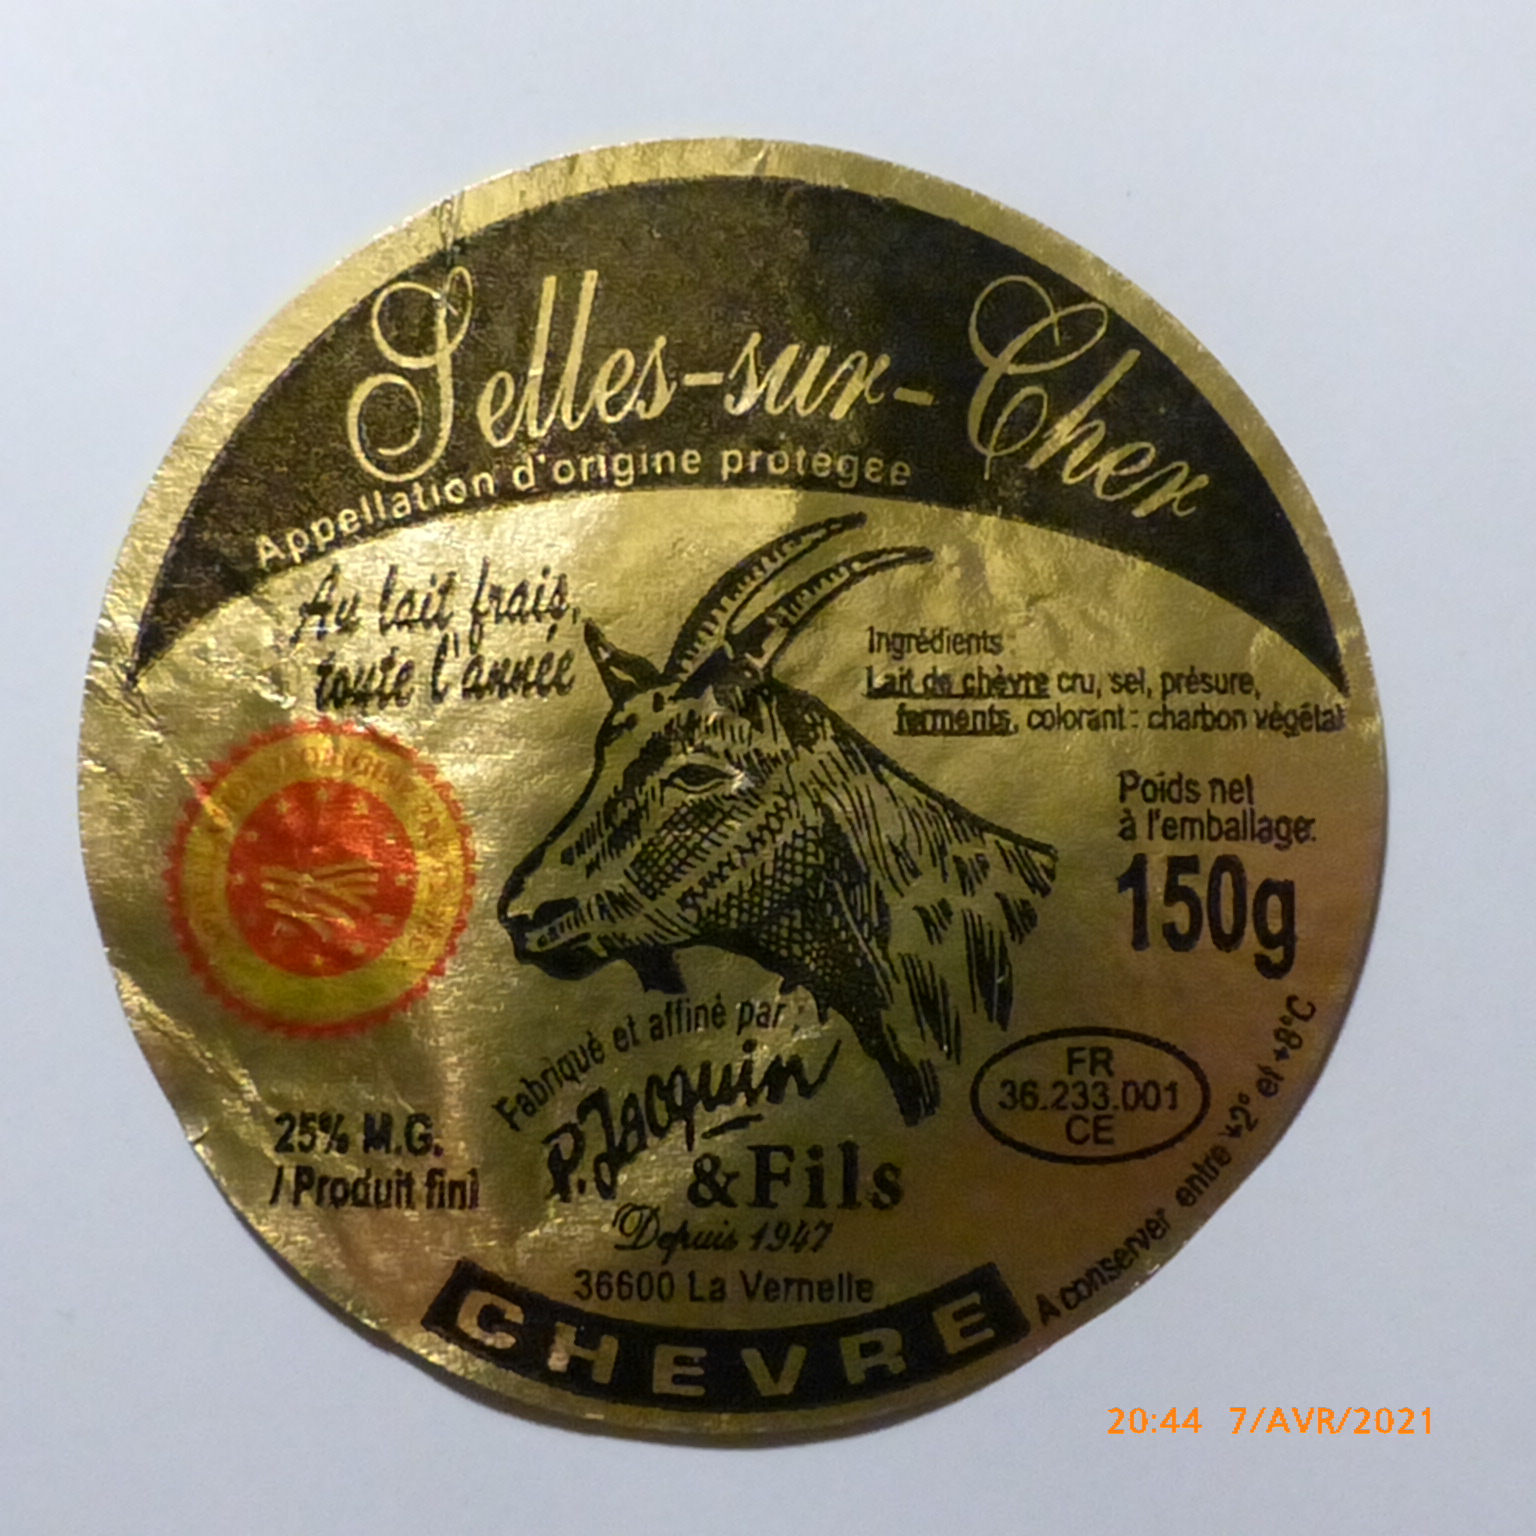 Selles-sur-Cher
Appellation d'origine protégée
Au lait frais,
toute l'année
Ingrédients :
Lait de chèvre cru, sel, présure,
ferments, colorant : charbon végétal
Poids net
à l'emballage:
150g
Fabriqué et affiné par :
P. Jacquin
& Fils
Depuis 1947
36600 La Vernelle
25% M.G.
/ Produit fini
FR
36.233.001
CE
A conserver entre +2° et +8°C
CHEVRE
20:44 7/AVR/2021